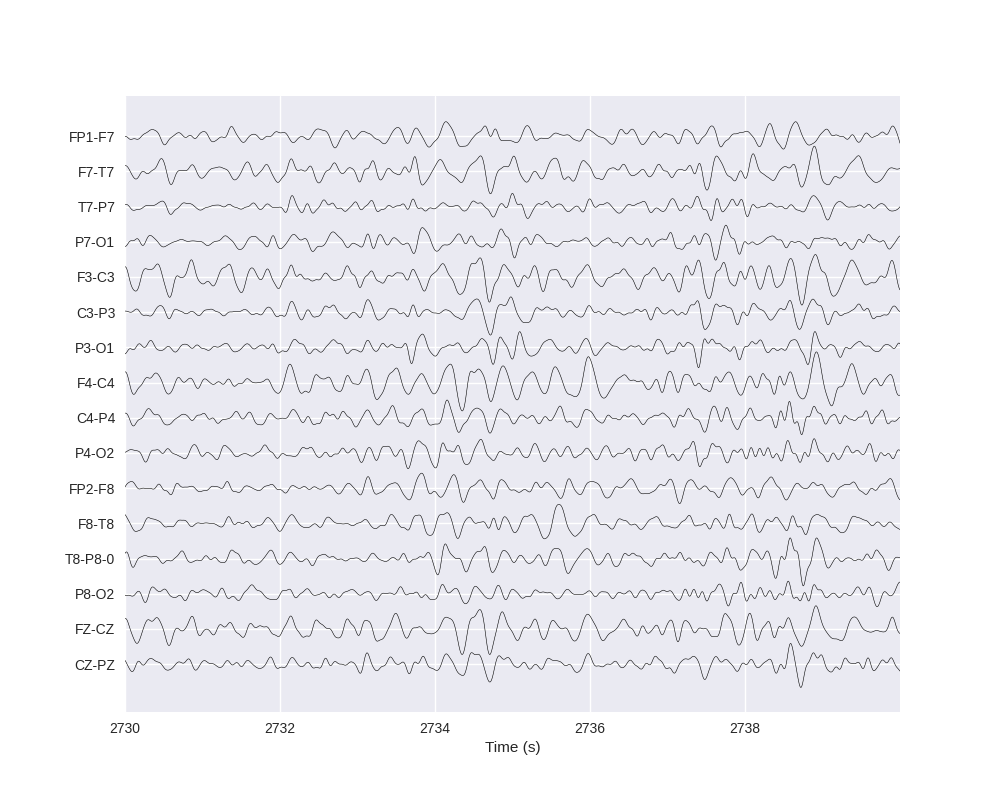 FP1-F7
F7-T7
T7-P7
P7-O1
F3-C3
C3-P3
P3-O1
F4-C4
C4-P4
P4-O2
FP2-F8
F8-T8
T8-P8-0
P8-O2
FZ-CZ
CZ-PZ
2730 2732 2734 2736 2738
Time (s)